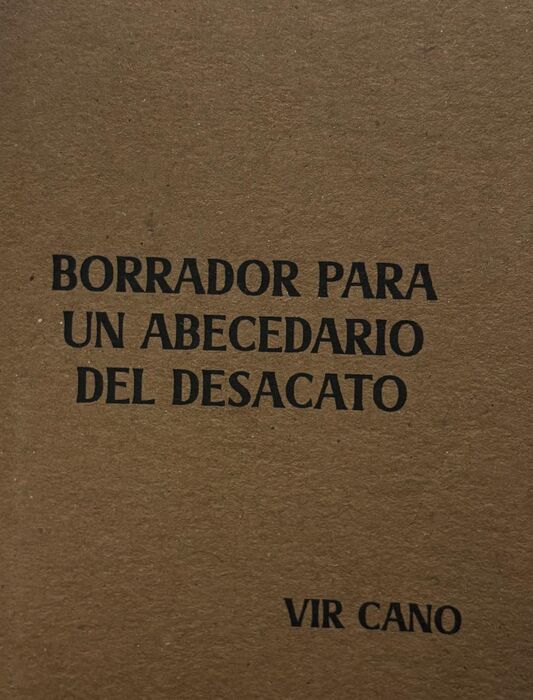 BORRADOR PARA
UN ABECEDARIO
DEL DESACATO
VIR CANO